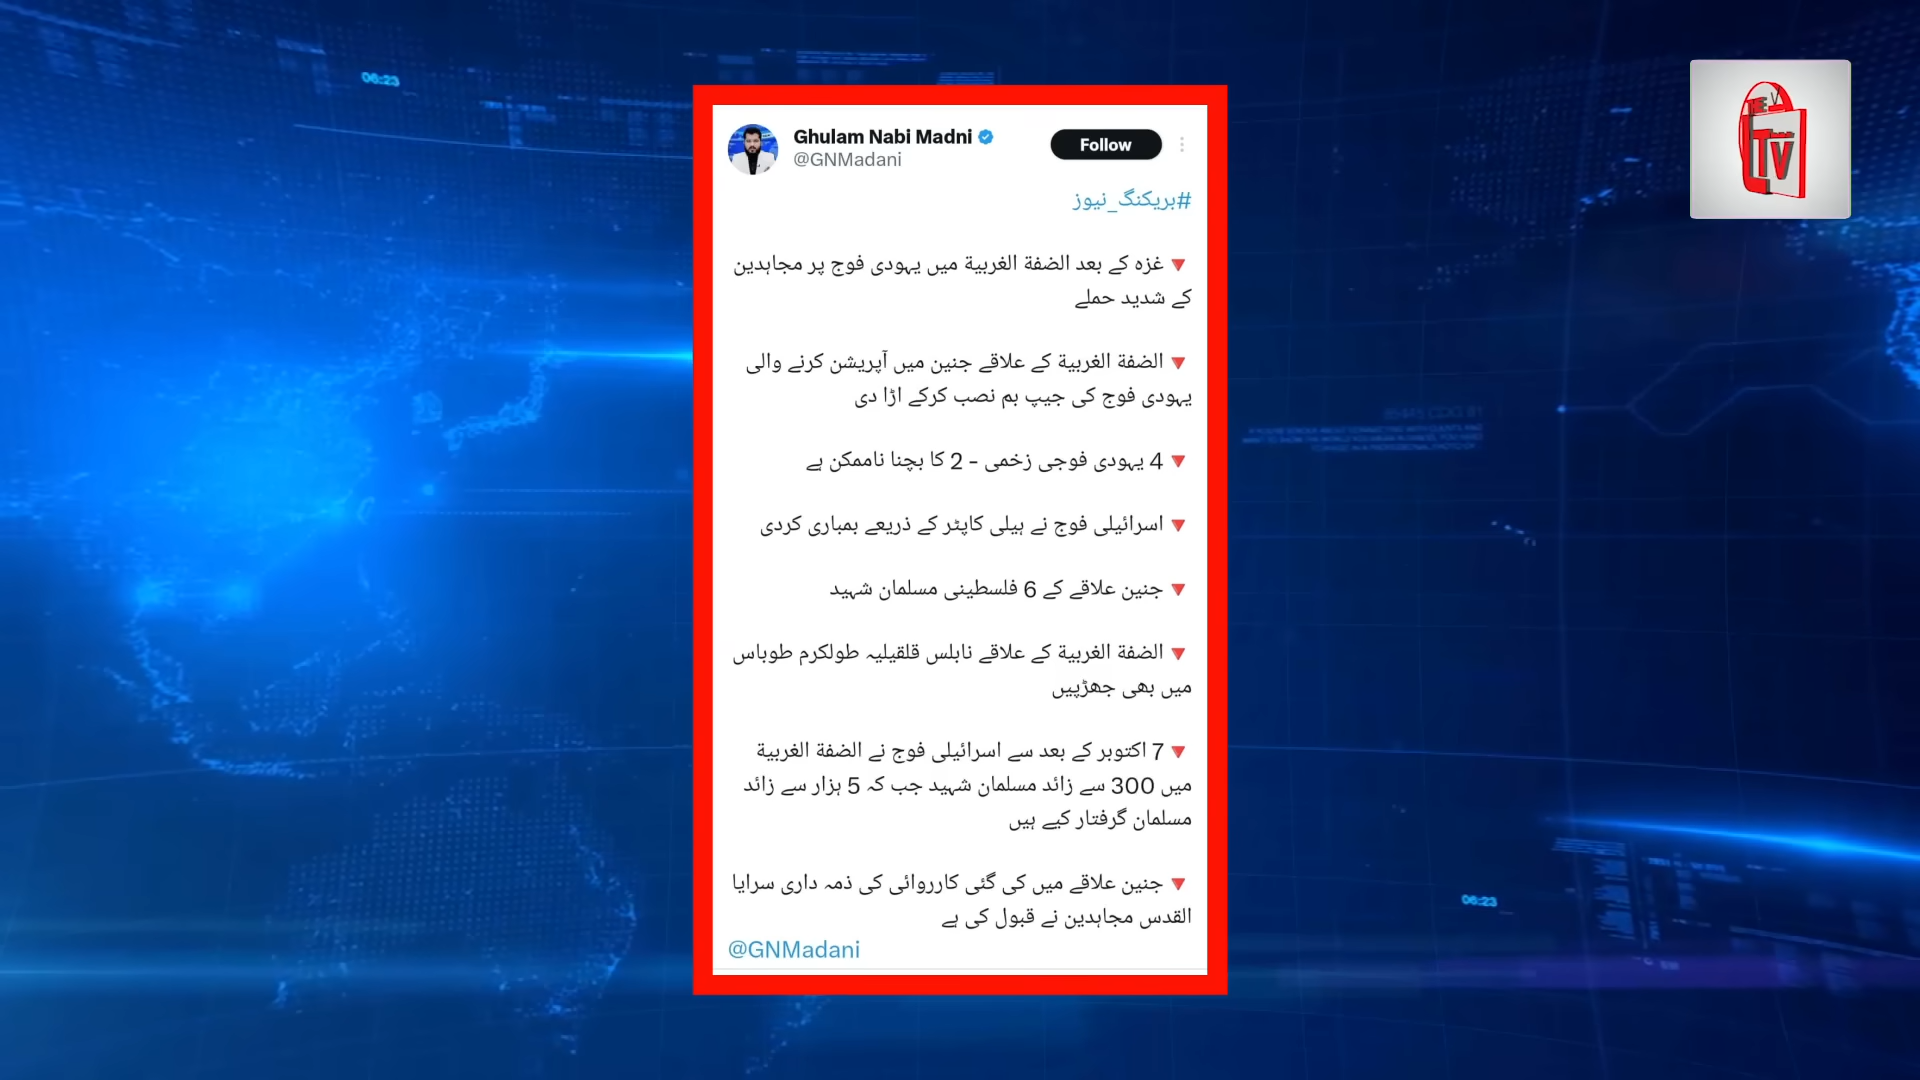 06:23
Ghulam Nabi Madni
@GNMadani
Follow
#بریکنگ_نیوز
🔻غزہ کے بعد الضفة الغربية میں یہودی فوج پر مجاہدین
کے شدید حملے
🔻الضفة الغربية کے علاقے جنین میں آپریشن کرنے والی
یہودی فوج کی جیپ بم نصب کرکے اڑا دی
🔻4 یہودی فوجی زخمی - 2 کا بچنا ناممکن ہے
🔻اسرائیلی فوج نے ہیلی کاپٹر کے ذریعے بمباری کردی
🔻جنین علاقے کے 6 فلسطینی مسلمان شہید
🔻الضفة الغربية کے علاقے نابلس قلقیلیہ طولکرم طوباس
میں بھی جھڑپیں
🔻7 اکتوبر کے بعد سے اسرائیلی فوج نے الضفة الغربية
میں 300 سے زائد مسلمان شہید جب کہ 5 ہزار سے زائد
مسلمان گرفتار کیے ہیں
🔻جنین علاقے میں کی گئی کارروائی کی ذمہ داری سرایا
القدس مجاہدین نے قبول کی ہے
@GNMadani
THE
TV
06:23